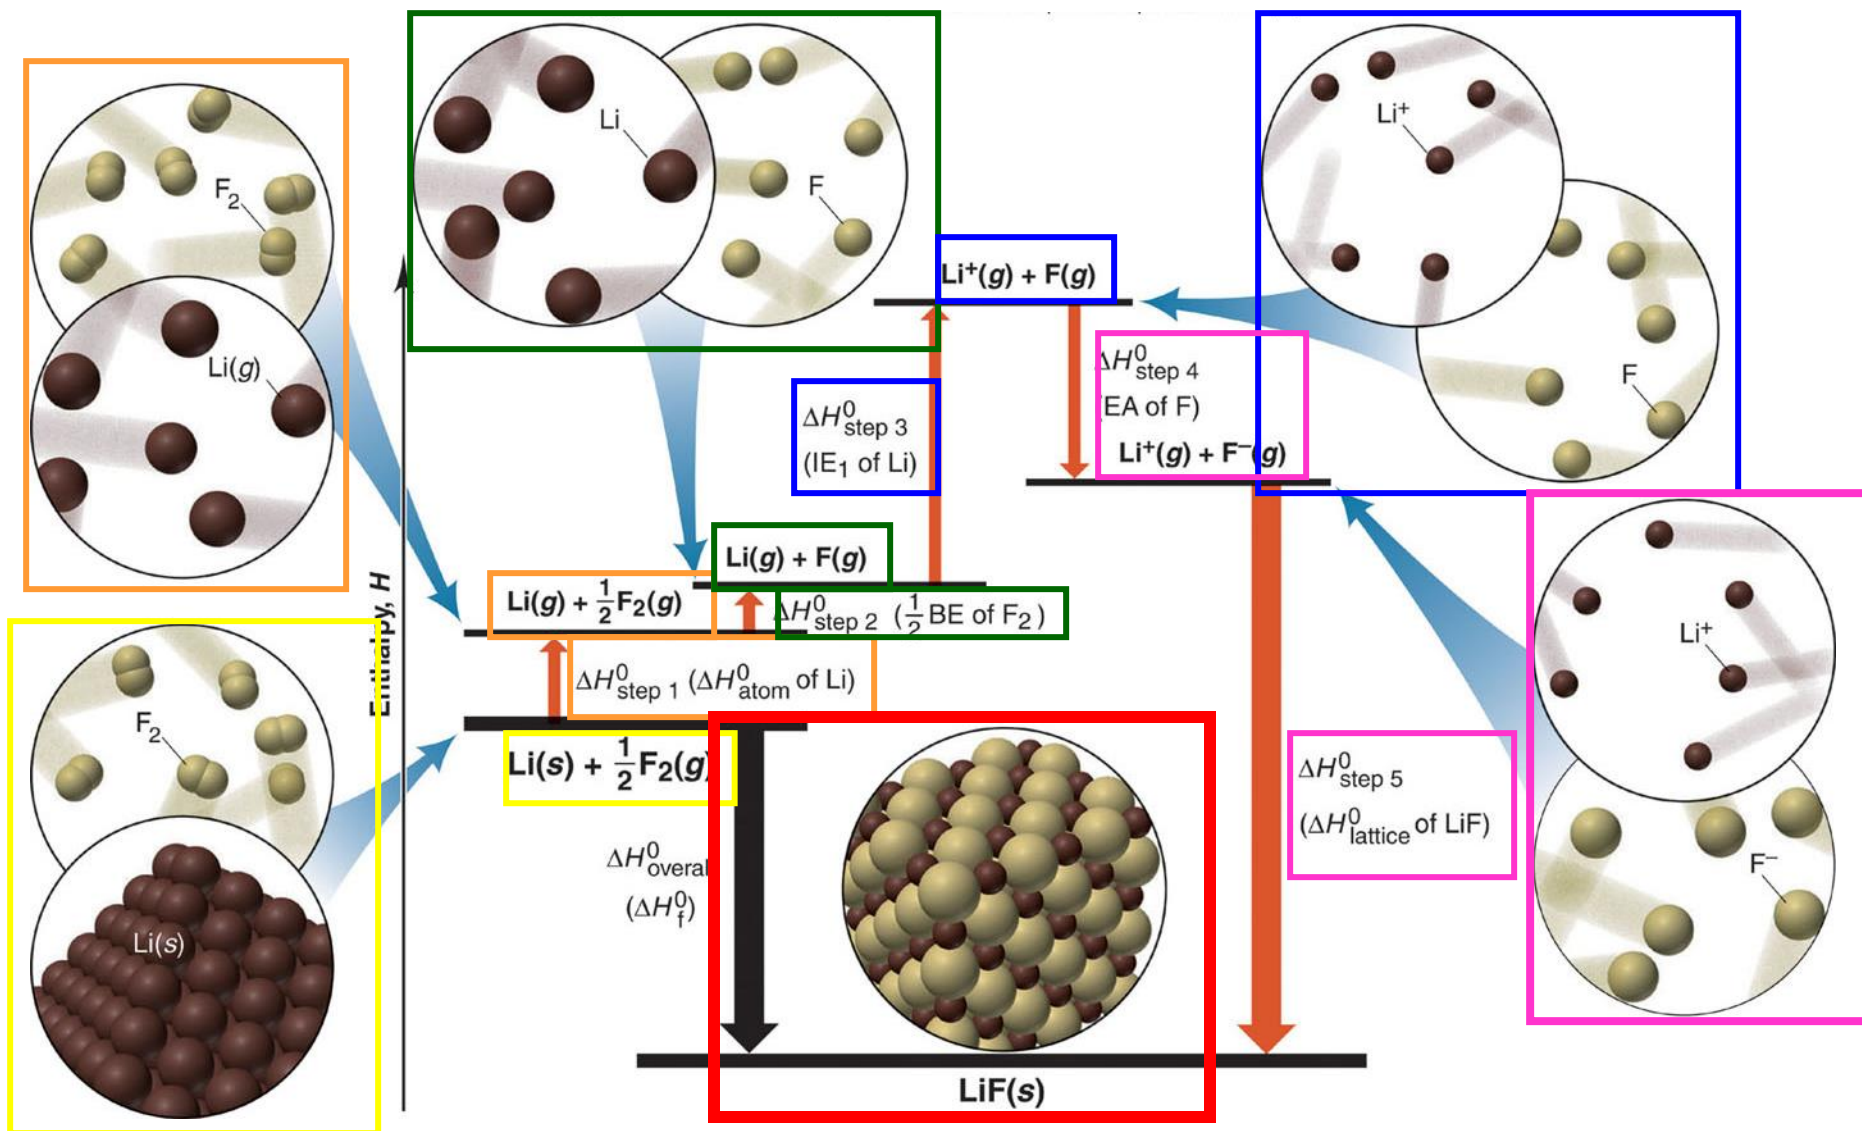 F₂
Li(g)
F₂
Li(s)
Li
F
Li⁺
F
Li⁺
F⁻
Enthalpy, H
Li⁺(g) + F(g)
ΔH⁰step 3
(IE₁ of Li)
ΔH⁰step 4
(EA of F)
Li⁺(g) + F⁻(g)
Li(g) + F(g)
Li(g) + 1/2 F₂(g)
ΔH⁰step 2 (1/2 BE of F₂)
ΔH⁰step 1 (ΔH⁰atom of Li)
Li(s) + 1/2 F₂(g)
ΔH⁰overal
(ΔH⁰f)
ΔH⁰step 5
(ΔH⁰lattice of LiF)
LiF(s)